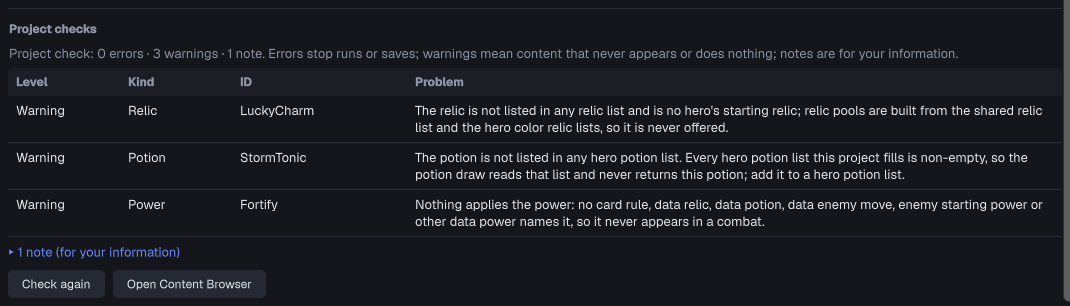 Project checks
Project check: 0 errors · 3 warnings · 1 note. Errors stop runs or saves; warnings mean content that never appears or does nothing; notes are for your information.
Level Kind ID Problem
Warning Relic LuckyCharm The relic is not listed in any relic list and is no hero's starting relic; relic pools are built from the shared relic
list and the hero color relic lists, so it is never offered.
Warning Potion StormTonic The potion is not listed in any hero potion list. Every hero potion list this project fills is non-empty, so the
potion draw reads that list and never returns this potion; add it to a hero potion list.
Warning Power Fortify Nothing applies the power: no card rule, data relic, data potion, data enemy move, enemy starting power or
other data power names it, so it never appears in a combat.
▸ 1 note (for your information)
Check again Open Content Browser